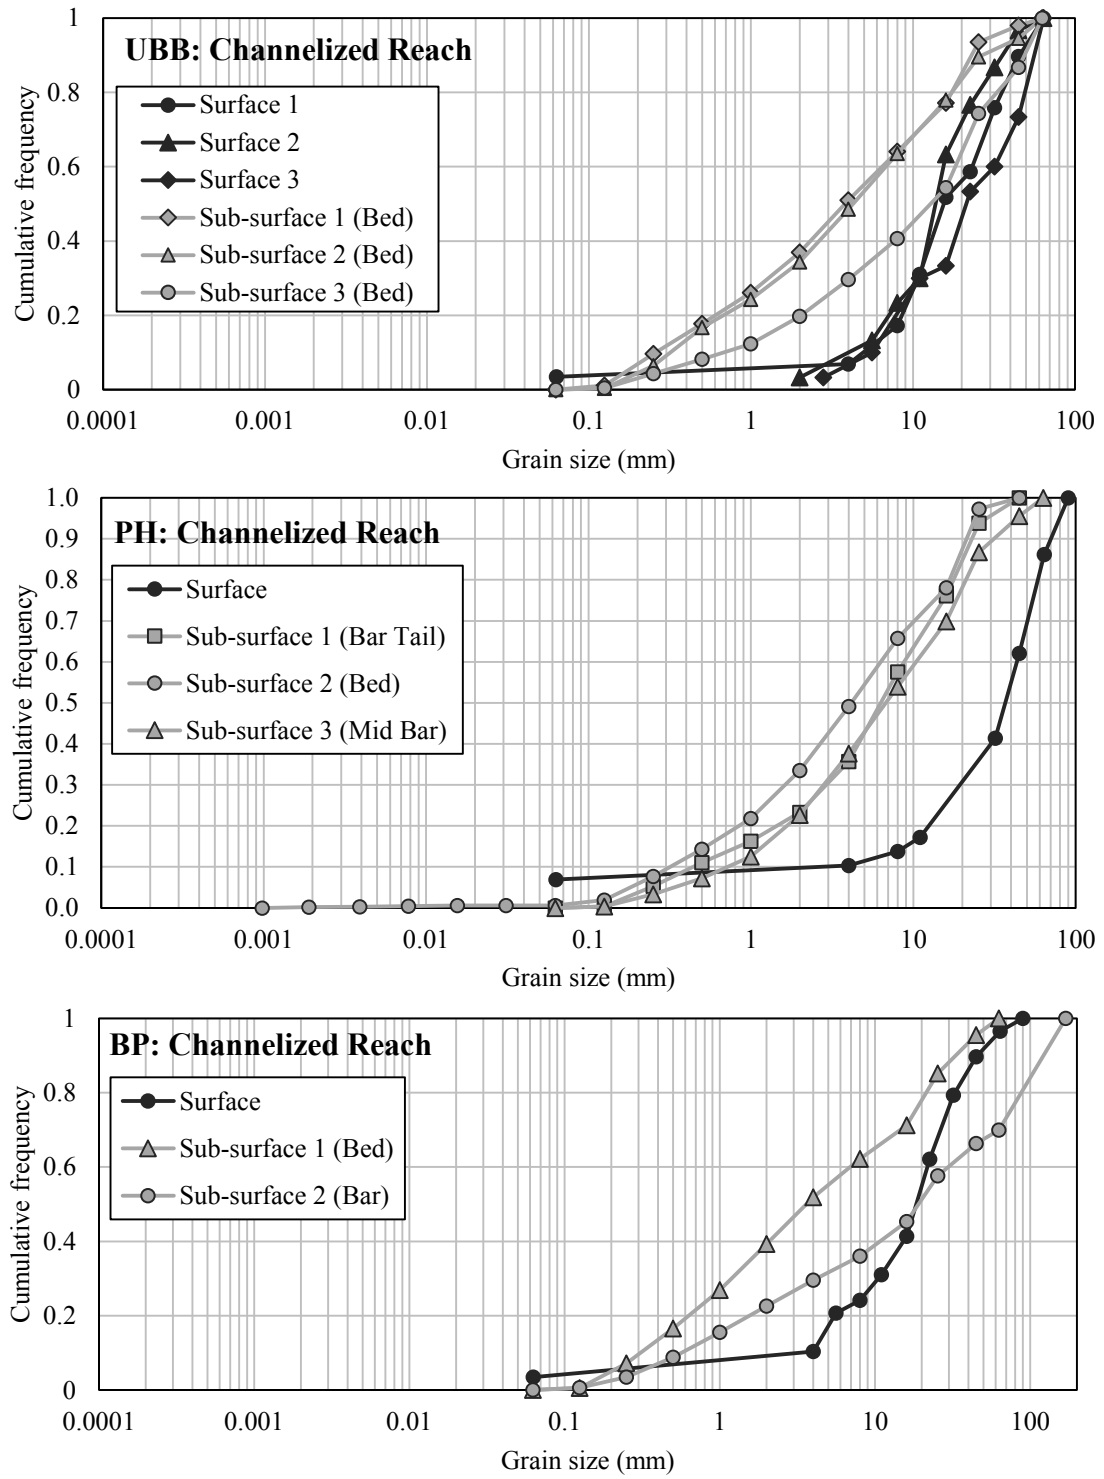 UBB: Channelized Reach
Surface 1
Surface 2
Surface 3
Sub-surface 1 (Bed)
Sub-surface 2 (Bed)
Sub-surface 3 (Bed)
Cumulative frequency
1
0.8
0.6
0.4
0.2
0
0.0001 0.001 0.01 0.1 1 10 100
Grain size (mm)
PH: Channelized Reach
Surface
Sub-surface 1 (Bar Tail)
Sub-surface 2 (Bed)
Sub-surface 3 (Mid Bar)
Cumulative frequency
1.0
0.9
0.8
0.7
0.6
0.5
0.4
0.3
0.2
0.1
0.0
0.0001 0.001 0.01 0.1 1 10 100
Grain size (mm)
BP: Channelized Reach
Surface
Sub-surface 1 (Bed)
Sub-surface 2 (Bar)
Cumulative frequency
1
0.8
0.6
0.4
0.2
0
0.0001 0.001 0.01 0.1 1 10 100
Grain size (mm)